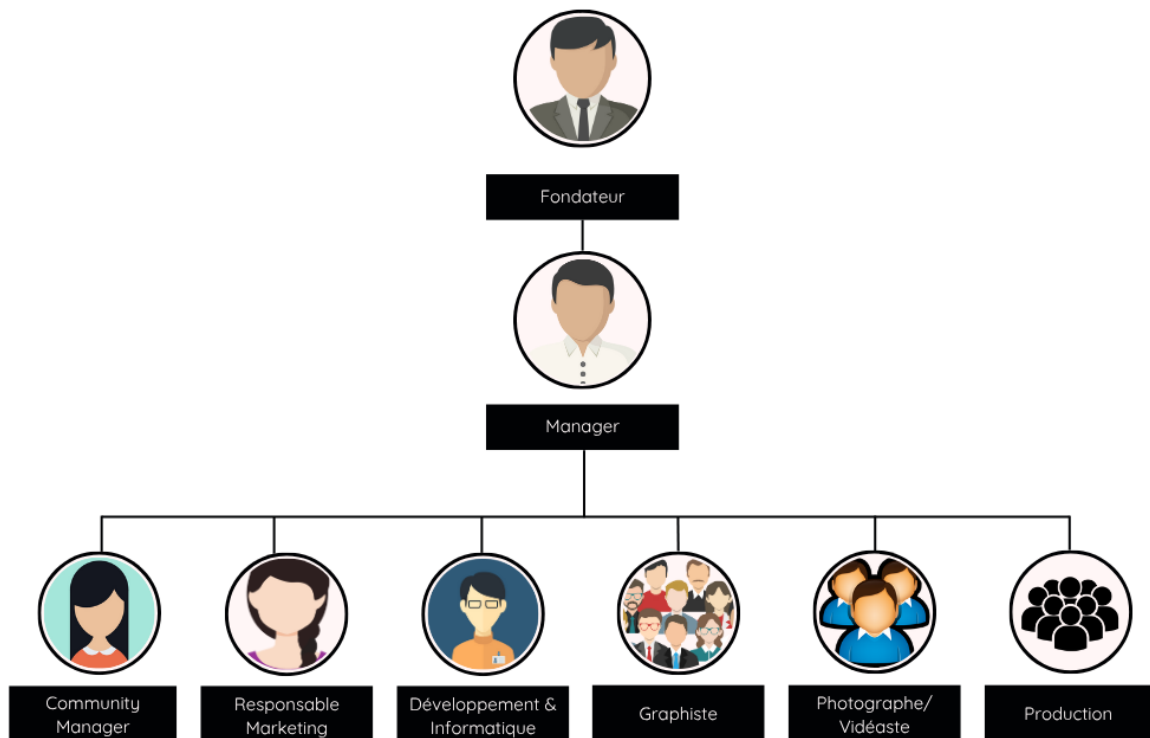 Fondateur
Manager
Community
Manager
Responsable
Marketing
Développement &
Informatique
Graphiste
Photographe/
Vidéaste
Production